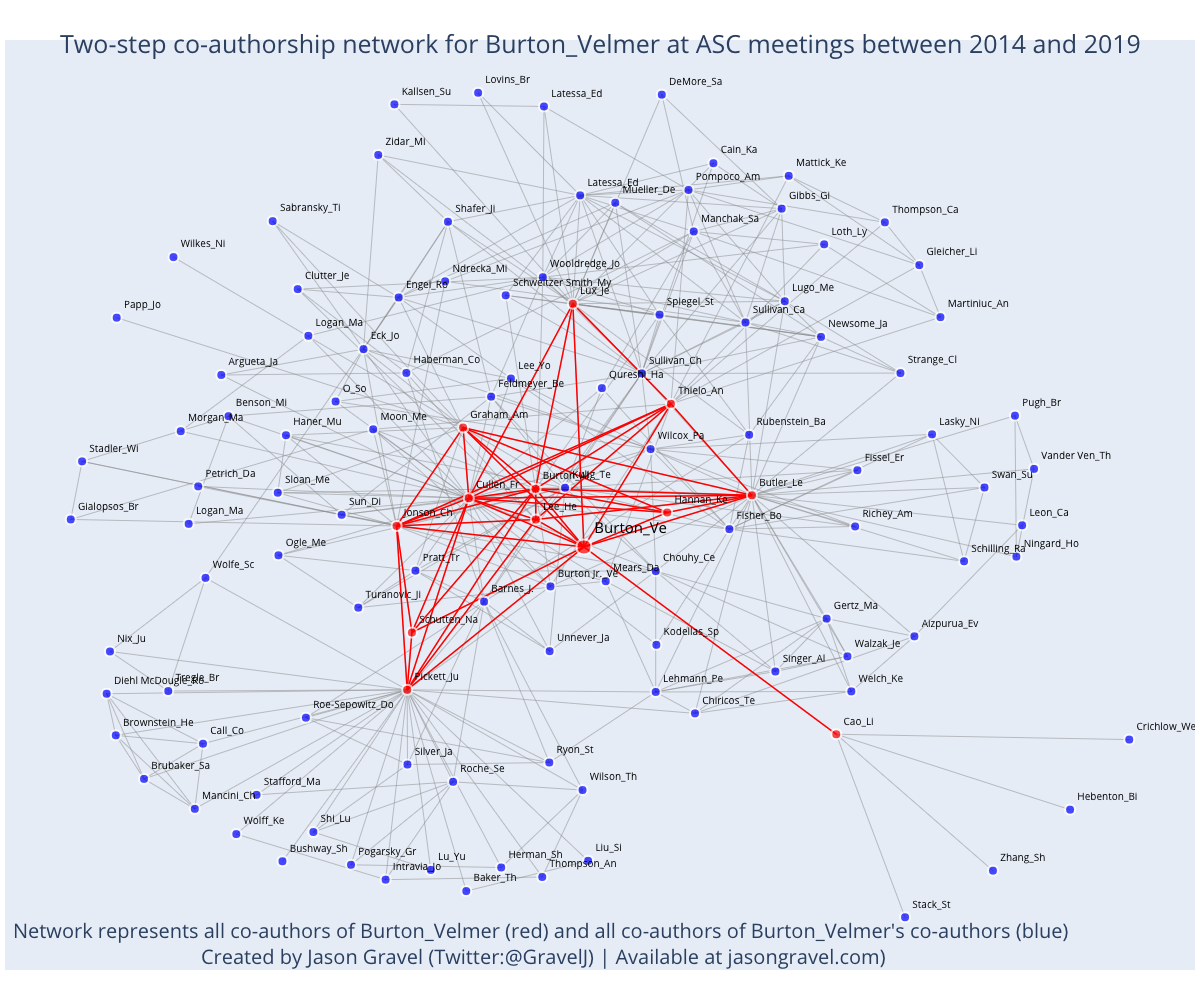 Two-step co-authorship network for Burton_Velmer at ASC meetings between 2014 and 2019
Lovins_Br
DeMore_Sa
Kallsen_Su
Latessa_Ed
Zidar_Mi
Cain_Ka
Mattick_Ke
Pompoco_Am
Latessa_Ed
Mueller_De
Gibbs_Gi
Sabransky_Ti
Shafer_Ji
Thompson_Ca
Manchak_Sa
Loth_Ly
Wilkes_Ni
Gleicher_Li
Wooldredge_Jo
Ndrecka_Mi
Clutter_Je
Engel_Ro
Schweitzer Smith_My
Lux_Je
Lugo_Me
Papp_Jo
Spiegel_St
Sullivan_Ca
Martiniuc_An
Logan_Ma
Newsome_Ja
Eck_Jo
Argueta_Ja
Haberman_Co
Lee_Yo
Sullivan_Ch
Strange_Cl
Qureshi_Ha
Feldmeyer_Be
Thielo_An
O_So
Benson_Mi
Morgan_Ma
Haner_Mu
Moon_Me
Graham_Am
Rubenstein_Ba
Lasky_Ni
Pugh_Br
Stadler_Wi
Wilcox_Pa
Fissel_Er
Vander Ven_Th
Petrich_Da
Sloan_Me
Cullen_Fr
Kulig_Te
Butler_Le
Swan_Su
Gialopsos_Br
Logan_Ma
Sun_Di
Jonson_Ch
Lee_He
Hannan_Ke
Fisher_Bo
Richey_Am
Leon_Ca
Burton_Ve
Ogle_Me
Pratt_Tr
Chouhy_Ce
Schilling_Ra
Ningard_Ho
Wolfe_Sc
Turanovic_Ji
Barnes_J.
Burton Jr._Ve
Mears_Da
Schutten_Na
Unnever_Ja
Kodellas_Sp
Gertz_Ma
Aizpurua_Ev
Nix_Ju
Singer_Al
Walzak_Je
Diehl McDougle_Ro
Tregle_Br
Pickett_Ju
Lehmann_Pe
Welch_Ke
Roe-Sepowitz_Do
Chiricos_Te
Brownstein_He
Call_Co
Cao_Li
Crichlow_We
Brubaker_Sa
Silver_Ja
Ryon_St
Mancini_Ch
Stafford_Ma
Roche_Se
Wilson_Th
Hebenton_Bi
Wolff_Ke
Shi_Lu
Bushway_Sh
Pogarsky_Gr
Intravia_Jo
Lu_Yu
Herman_Sh
Liu_Si
Thompson_An
Baker_Th
Zhang_Sh
Stack_St
Network represents all co-authors of Burton_Velmer (red) and all co-authors of Burton_Velmer's co-authors (blue)
Created by Jason Gravel (Twitter:@GravelJ) | Available at jasongravel.com)